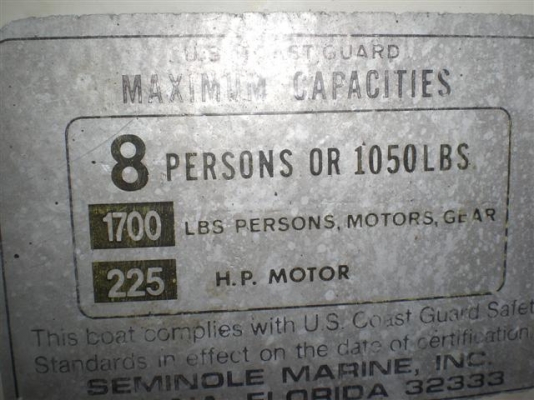 U.S. COAST GUARD
MAXIMUM CAPACITIES
8 PERSONS OR 1050 LBS.
1700 LBS PERSONS, MOTORS, GEAR
225 H.P. MOTOR
This boat complies with U.S. Coast Guard Safet
Standards in effect on the date of certification
SEMINOLE MARINE, INC.
FLORIDA 32333